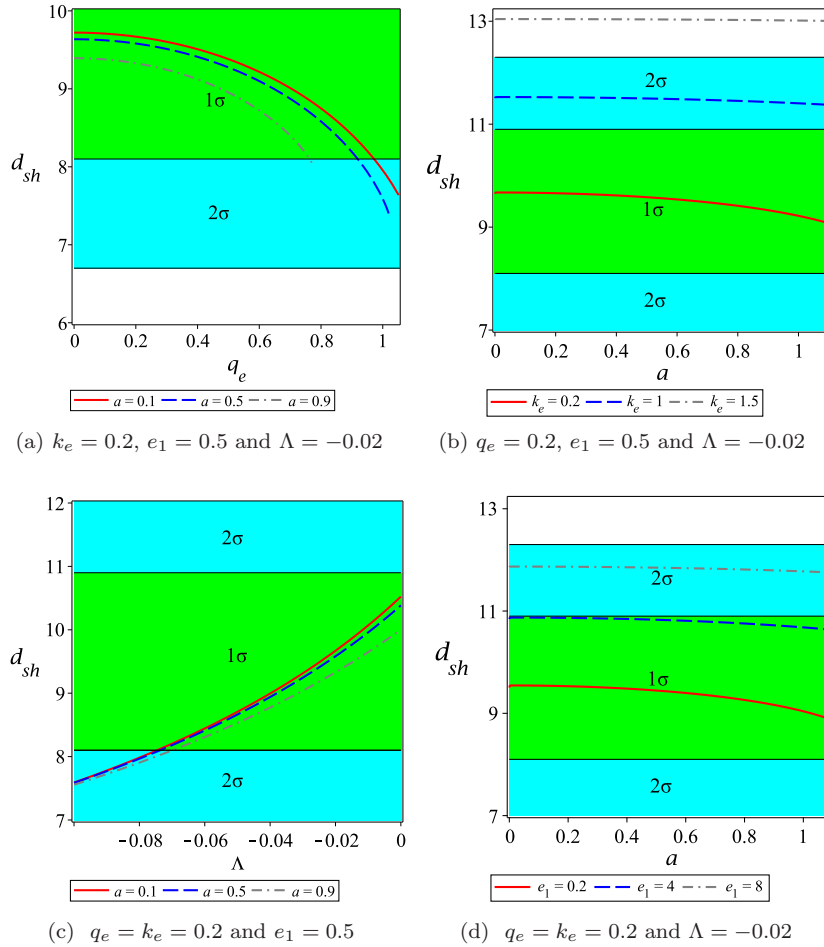 10
9
8
7
6
d_sh
1σ
2σ
0 0.2 0.4 0.6 0.8 1
q_e
a = 0.1 a = 0.5 a = 0.9
(a) k_e = 0.2, e_1 = 0.5 and Λ = −0.02
13
11
9
7
d_sh
2σ
1σ
2σ
0 0.2 0.4 0.6 0.8 1
a
k_e = 0.2 k_e = 1 k_e = 1.5
(b) q_e = 0.2, e_1 = 0.5 and Λ = −0.02
12
11
10
9
8
7
d_sh
2σ
1σ
2σ
−0.08 −0.06 −0.04 −0.02 0
Λ
a = 0.1 a = 0.5 a = 0.9
(c) q_e = k_e = 0.2 and e_1 = 0.5
13
11
9
7
d_sh
2σ
1σ
2σ
0 0.2 0.4 0.6 0.8 1
a
e_1 = 0.2 e_1 = 4 e_1 = 8
(d) q_e = k_e = 0.2 and Λ = −0.02